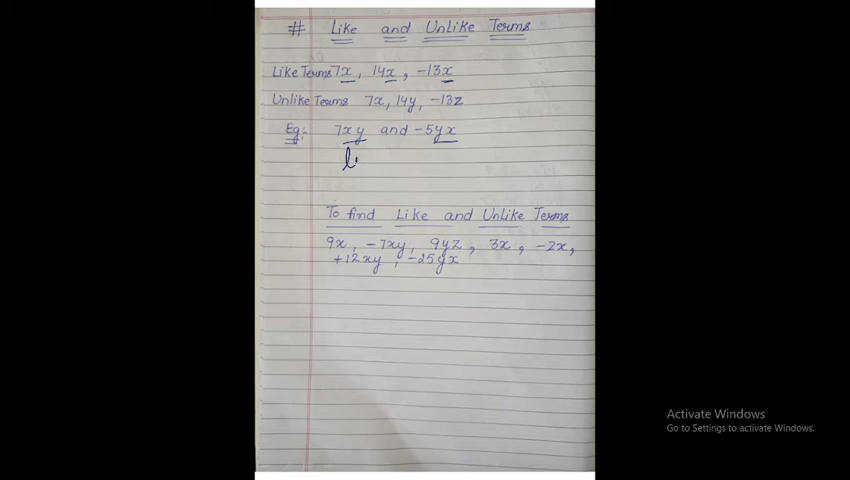 # Like and Unlike Terms
Like Terms 7x, 14x, -13x
Unlike Terms 7x, 14y, -13z
Eg:- 7xy and -5yx
To find Like and Unlike Terms
9x, -7xy, 9yz, 3x, -2x,
+12xy, -25yx
Activate Windows
Go to Settings to activate Windows.